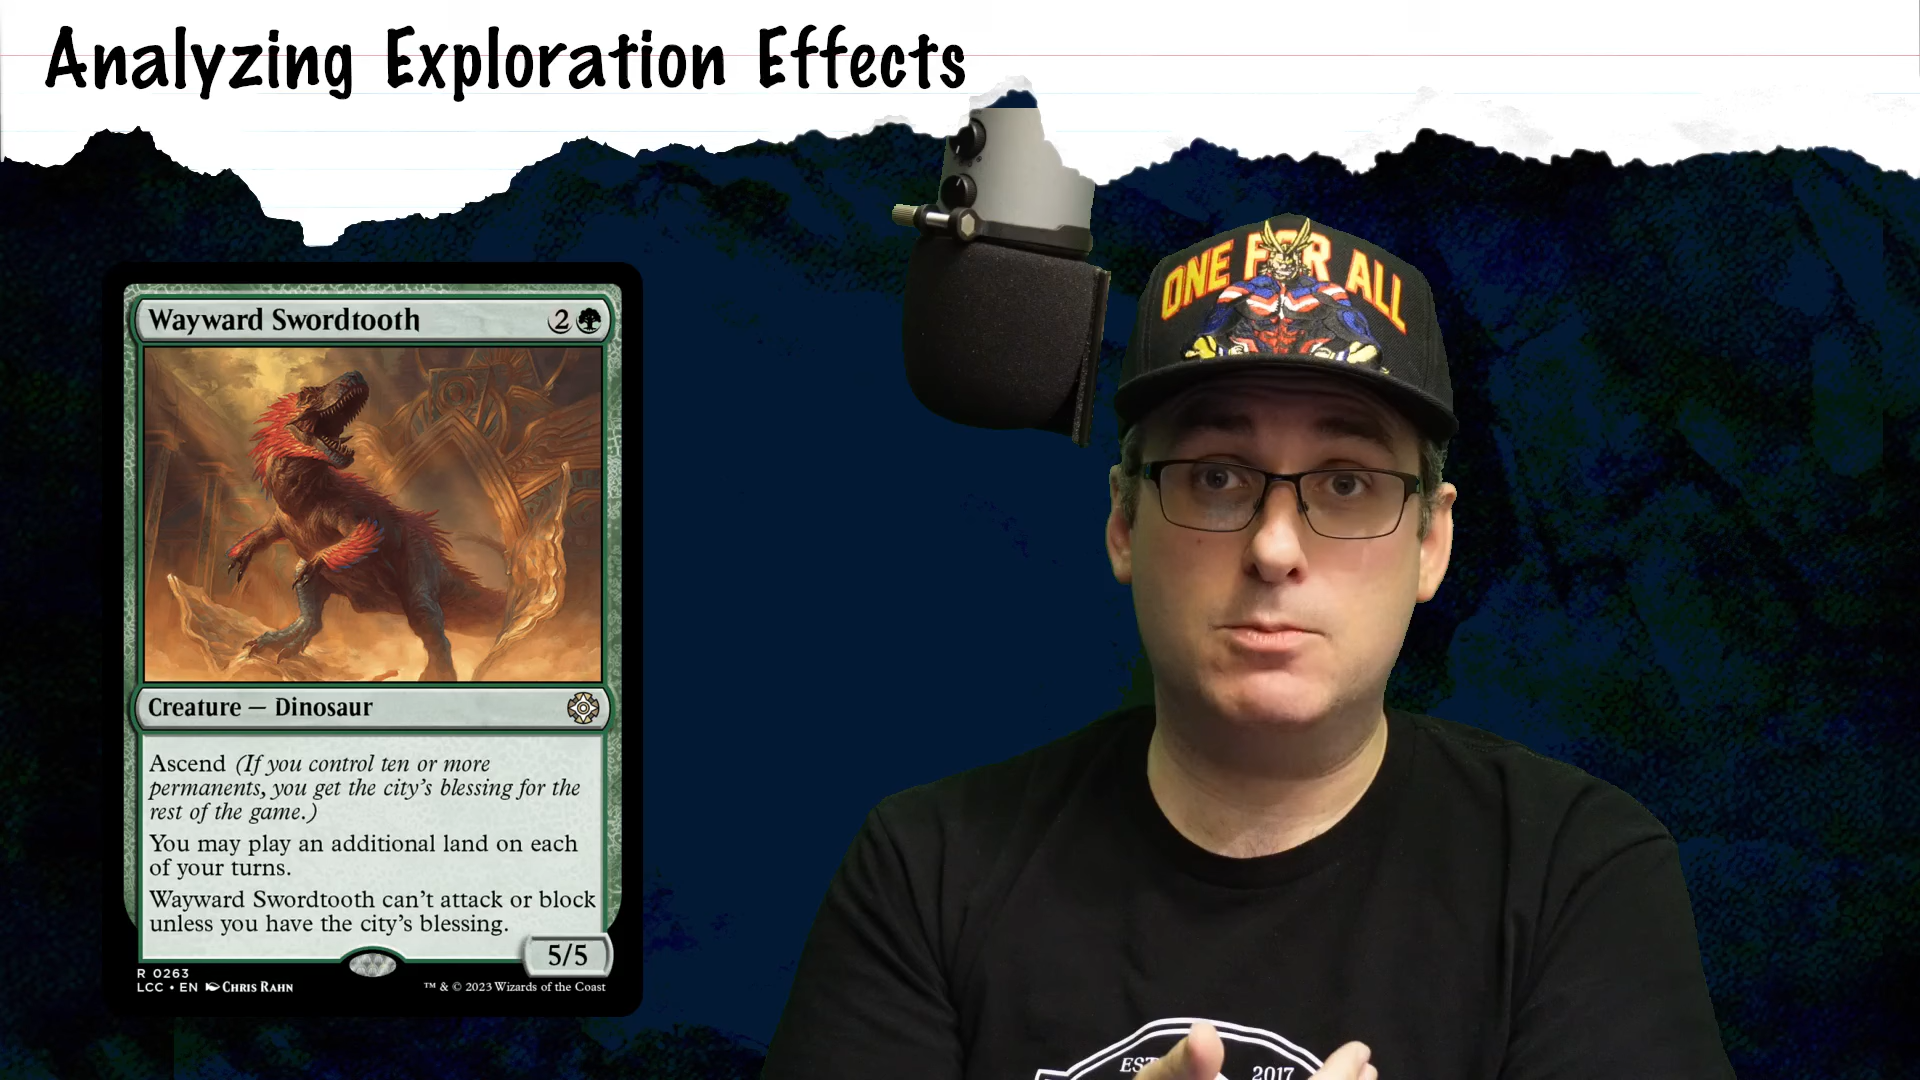 Analyzing Exploration Effects
ONE FOR ALL
Wayward Swordtooth 2
Creature — Dinosaur
Ascend (If you control ten or more
permanents, you get the city's blessing for the
rest of the game.)
You may play an additional land on each
of your turns.
Wayward Swordtooth can't attack or block
unless you have the city's blessing.
5/5
R 0263
LCC • EN Chris Rahn
™ & © 2023 Wizards of the Coast
2017